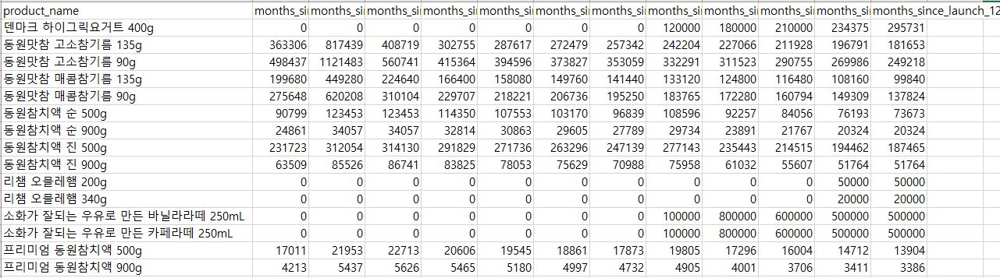 product_name months_sin months_sin months_sin months_sin months_sin months_sin months_sin months_sin months_sin months_sin months_sin months_since_launch_12
덴마크 하이그릭요거트 400g 0 0 0 0 0 0 0 120000 180000 210000 234375 295731
동원맛참 고소참기름 135g 363306 817439 408719 302755 287617 272479 257342 242204 227066 211928 196791 181653
동원맛참 고소참기름 90g 498437 1121483 560741 415364 394596 373827 353059 332291 311523 290755 269986 249218
동원맛참 매콤참기름 135g 199680 449280 224640 166400 158080 149760 141440 133120 124800 116480 108160 99840
동원맛참 매콤참기름 90g 275648 620208 310104 229707 218221 206736 195250 183765 172280 160794 149309 137824
동원참치액 순 500g 90799 123453 123453 114350 107553 103170 96839 108596 92257 84056 76193 73673
동원참치액 순 900g 24861 34057 34057 32814 30863 29605 27789 29734 23891 21767 20324 20324
동원참치액 진 500g 231723 312054 314130 291829 271736 263296 247139 277143 235443 214515 194462 187465
동원참치액 진 900g 63509 85526 86741 83825 78053 75629 70988 75958 61032 55607 51764 51764
리챔 오믈레햄 200g 0 0 0 0 0 0 0 0 0 0 50000 50000
리챔 오믈레햄 340g 0 0 0 0 0 0 0 0 0 0 20000 20000
소화가 잘되는 우유로 만든 바닐라라떼 250mL 0 0 0 0 0 0 0 100000 800000 600000 500000 500000
소화가 잘되는 우유로 만든 카페라떼 250mL 0 0 0 0 0 0 0 100000 800000 600000 500000 500000
프리미엄 동원참치액 500g 17011 21953 22713 20606 19545 18861 17873 19805 17296 16004 14712 13904
프리미엄 동원참치액 900g 4213 5437 5626 5465 5180 4997 4732 4905 4001 3706 3411 3386